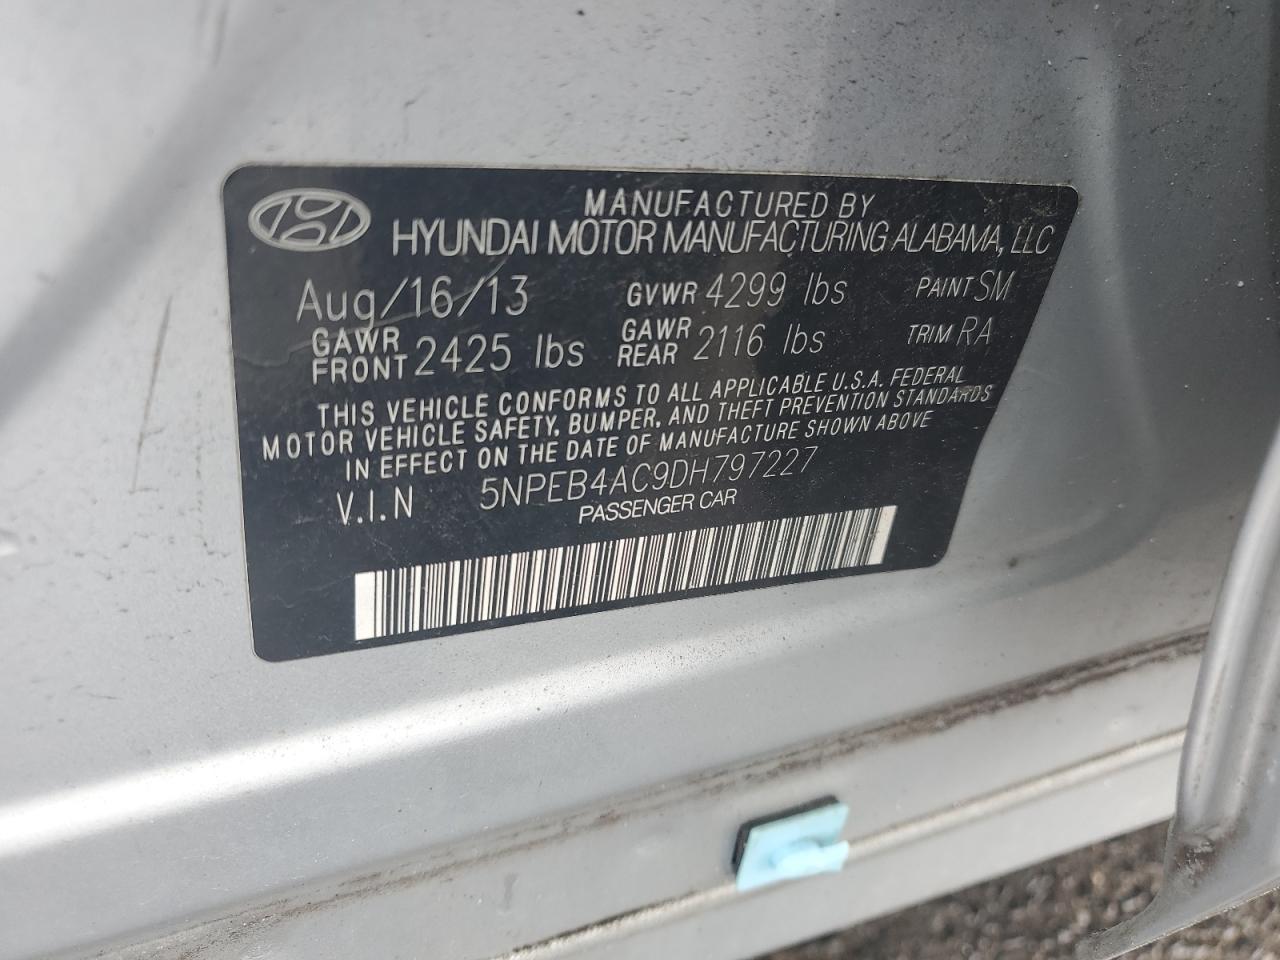 MANUFACTURED BY
HYUNDAI MOTOR MANUFACTURING ALABAMA, LLC
Aug/16/13 GVWR 4299 lbs PAINT SM
GAWR FRONT 2425 lbs GAWR REAR 2116 lbs TRIM RA
THIS VEHICLE CONFORMS TO ALL APPLICABLE U.S.A. FEDERAL
MOTOR VEHICLE SAFETY, BUMPER, AND THEFT PREVENTION STANDARDS
IN EFFECT ON THE DATE OF MANUFACTURE SHOWN ABOVE
V.I.N 5NPEB4AC9DH797227
PASSENGER CAR